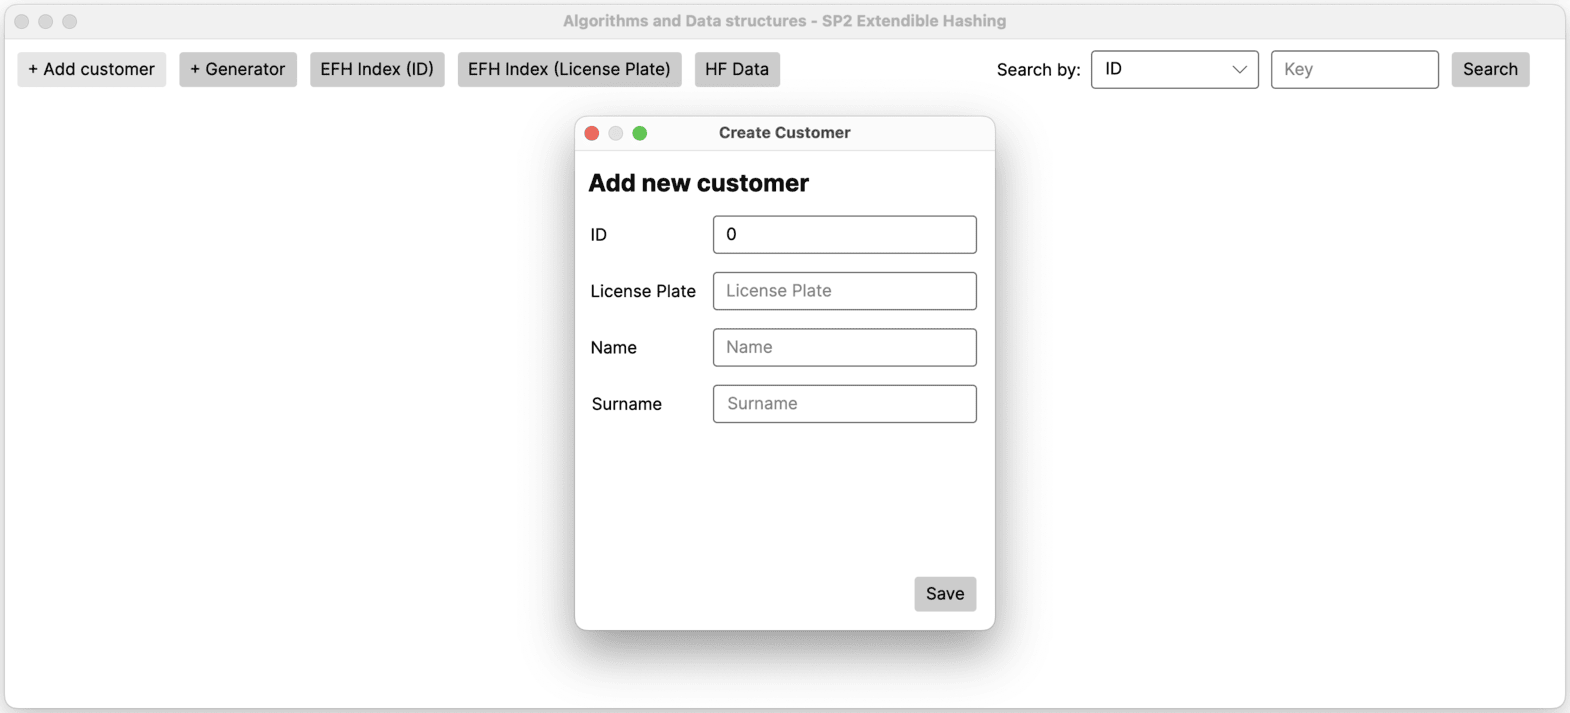 Algorithms and Data structures - SP2 Extendible Hashing
+ Add customer + Generator EFH Index (ID) EFH Index (License Plate) HF Data Search by: ID Key Search
Create Customer
Add new customer
ID 0
License Plate License Plate
Name Name
Surname Surname
Save